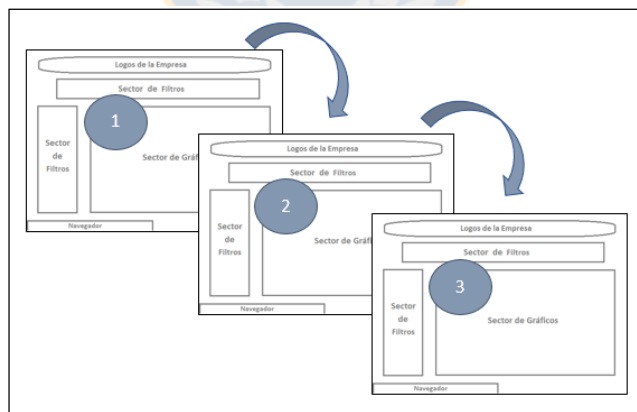 Logos de la Empresa
Sector de Filtros
1
Sector
de
Filtros
Sector de Gráfi
Navegador
Logos de la Empresa
Sector de Filtros
2
Sector
de
Filtros
Sector de Gráfic
Navegador
Logos de la Empresa
Sector de Filtros
3
Sector
de
Filtros
Sector de Gráficos
Navegador